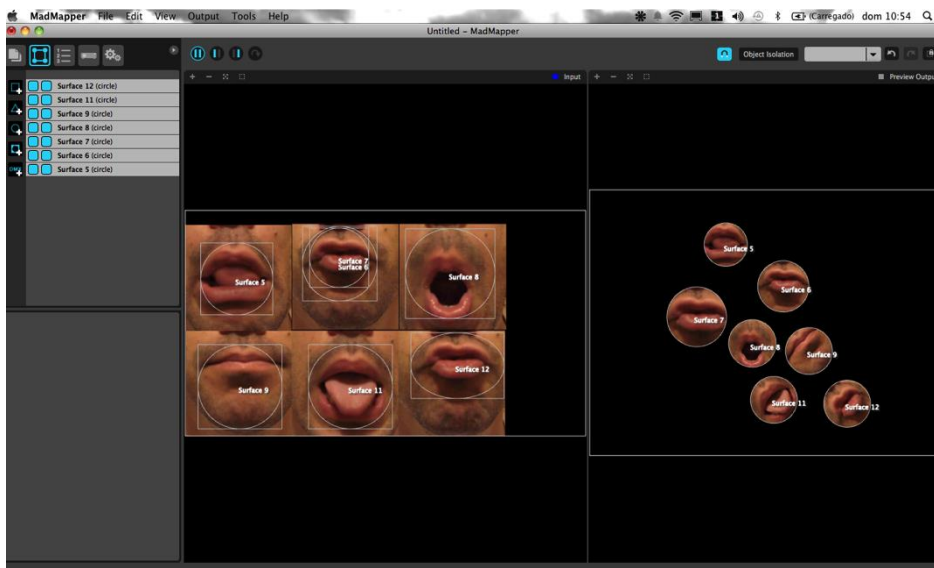 MadMapper File Edit View Output Tools Help (Carregado) dom 10:54
Untitled – MadMapper
Object Isolation
Input
Preview Outpu
Surface 12 (circle)
Surface 11 (circle)
Surface 9 (circle)
Surface 8 (circle)
Surface 7 (circle)
Surface 6 (circle)
Surface 5 (circle)
DMX
Surface 5
Surface 7
Surface 6
Surface 8
Surface 9
Surface 11
Surface 12
Surface 5
Surface 6
Surface 7
Surface 8
Surface 9
Surface 11
Surface 12